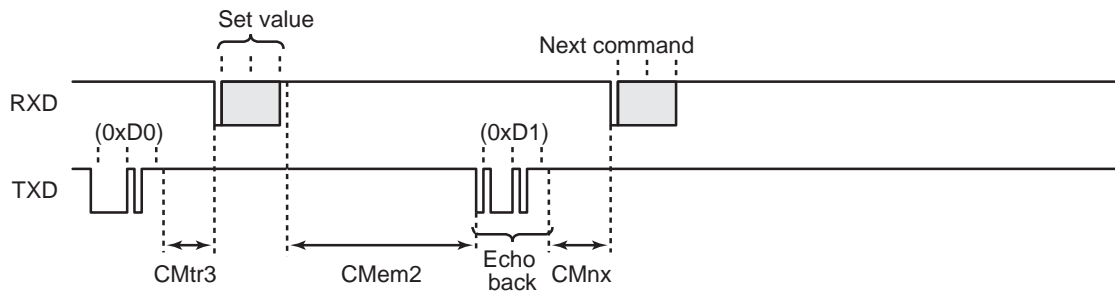 Set value
Next command
RXD
(0xD0)
(0xD1)
TXD
CMtr3
CMem2
Echo
back
CMnx